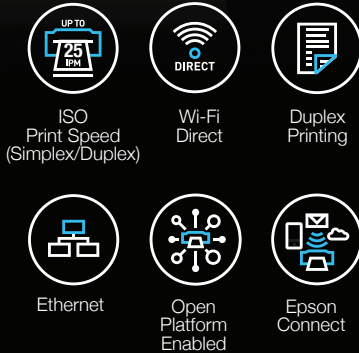 UP TO
25
IPM
DIRECT
ISO
Print Speed
(Simplex/Duplex)
Wi-Fi
Direct
Duplex
Printing
Ethernet
Open
Platform
Enabled
Epson
Connect